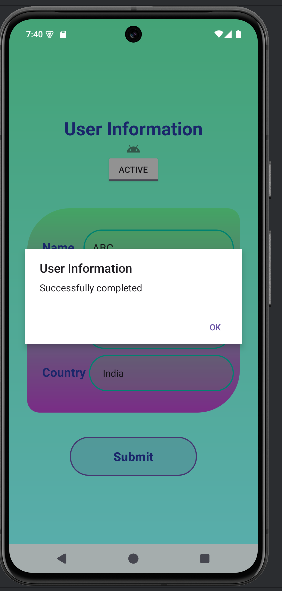 7:40
User Information
ACTIVE
Name ABC
User Information
Successfully completed
OK
Country India
Submit